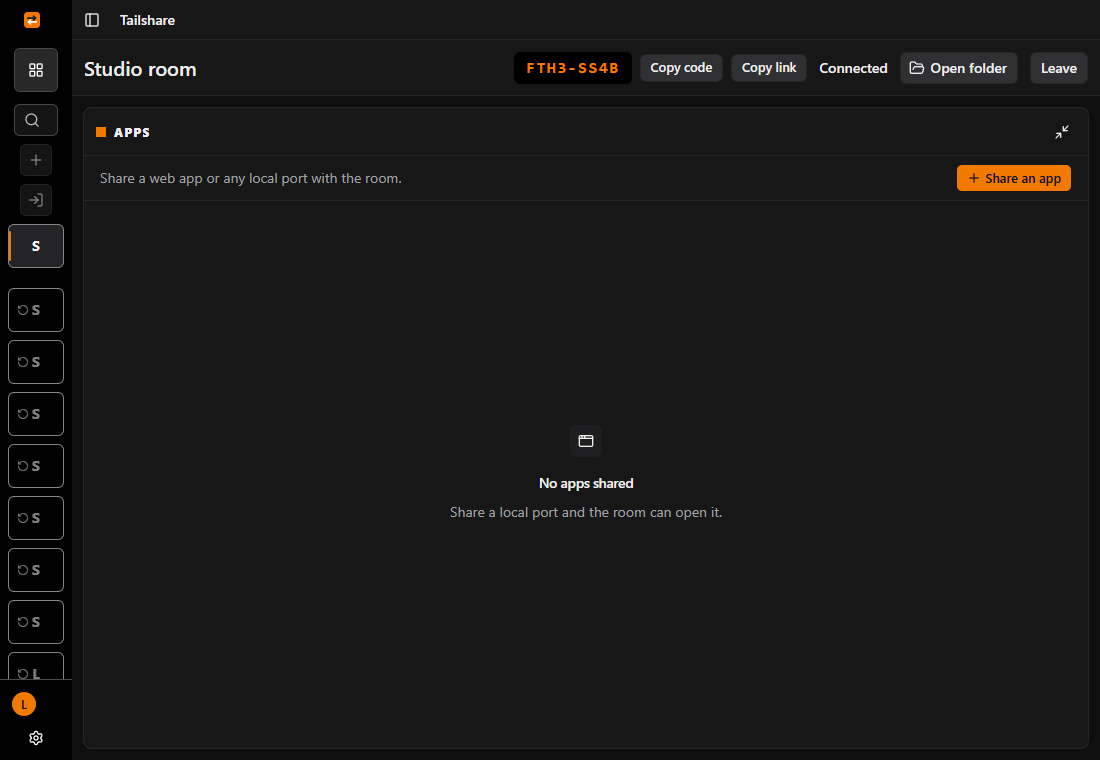 Tailshare
Studio room
FTH3-SS4B
Copy code
Copy link
Connected
Open folder
Leave
APPS
Share a web app or any local port with the room.
Share an app
No apps shared
Share a local port and the room can open it.
S
S
S
S
S
S
S
S
L
L